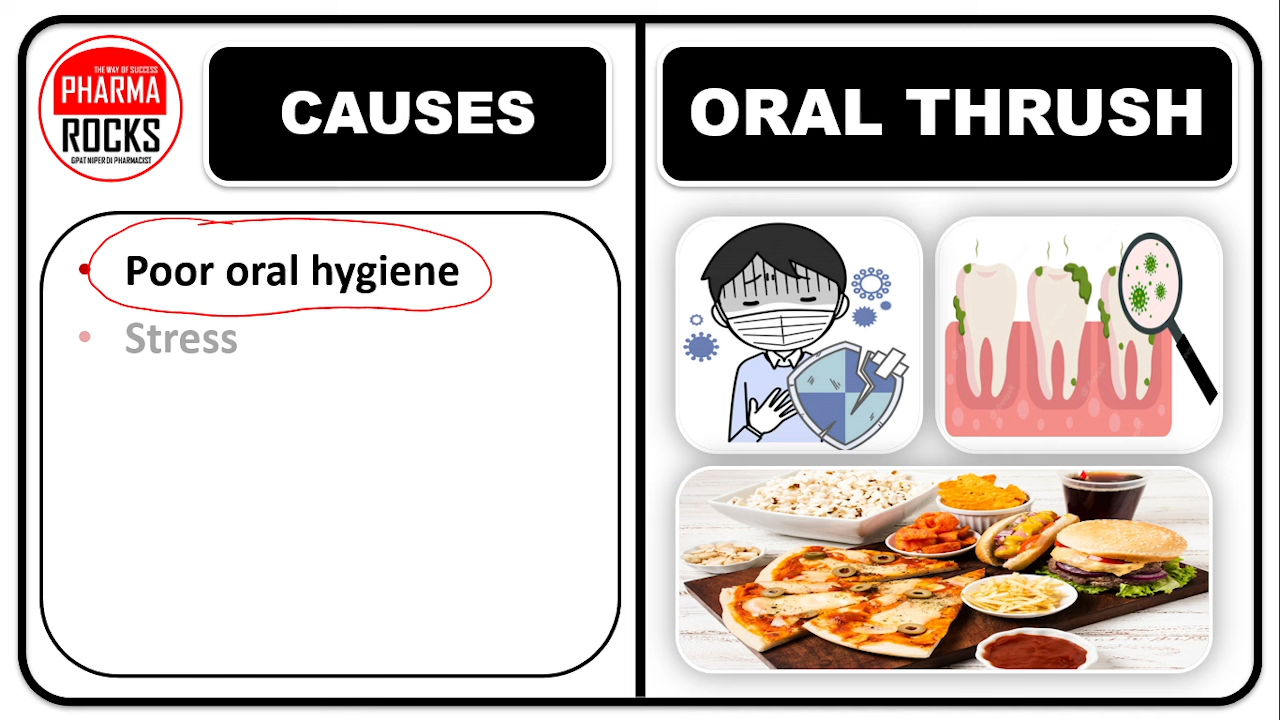 THE WAY OF SUCCESS
PHARMA
ROCKS
GPAT NIPER DI PHARMACIST
CAUSES
ORAL THRUSH
• Poor oral hygiene
• Stress